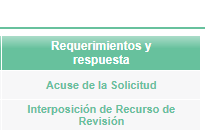 Requerimientos y
respuesta
Acuse de la Solicitud
Interposición de Recurso de
Revisión